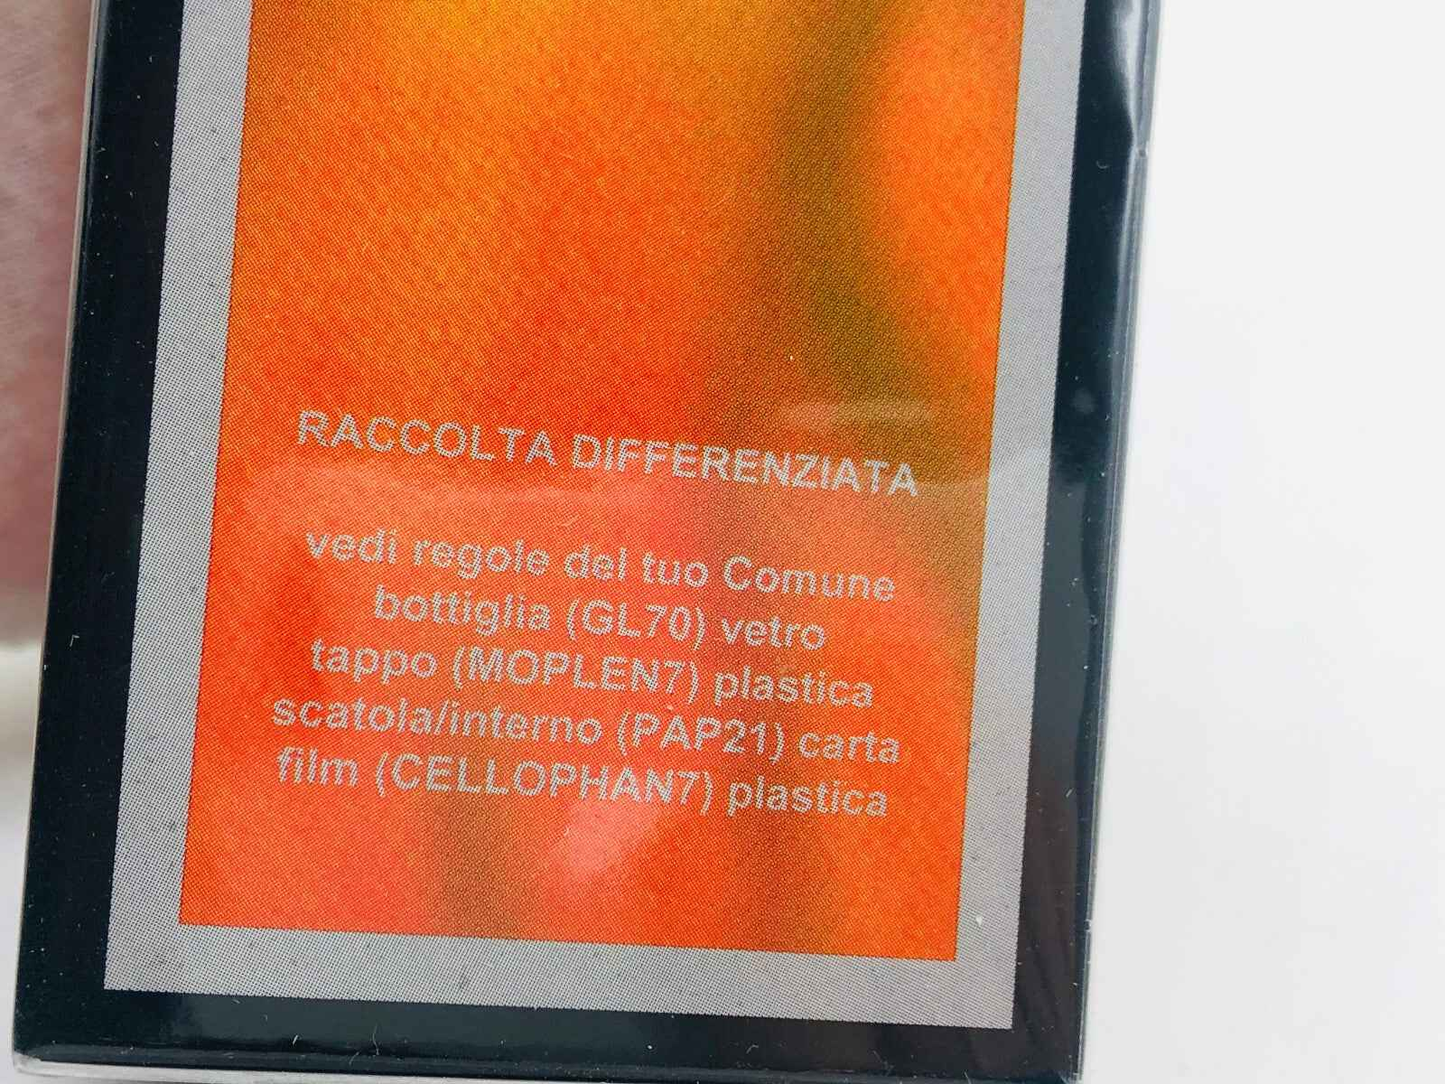 RACCOLTA DIFFERENZIATA
vedi regole del tuo Comune
bottiglia (GL70) vetro
tappo (MOPLEN7) plastica
scatola/interno (PAP21) carta
film (CELLOPHAN7) plastica